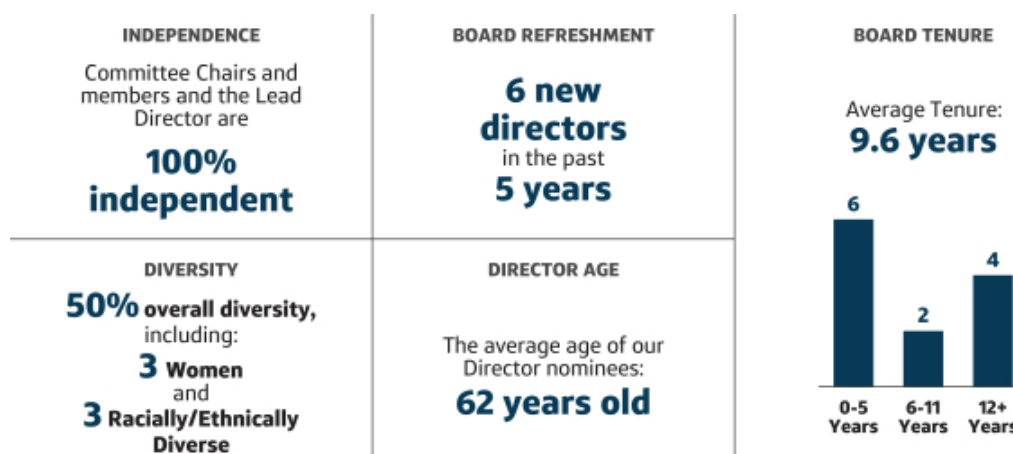 INDEPENDENCE
Committee Chairs and
members and the Lead
Director are
100%
independent
BOARD REFRESHMENT
6 new
directors
in the past
5 years
DIVERSITY
50% overall diversity,
including:
3 Women
and
3 Racially/Ethnically
Diverse
DIRECTOR AGE
The average age of our
Director nominees:
62 years old
BOARD TENURE
Average Tenure:
9.6 years
6
2
4
0-5
Years
6-11
Years
12+
Years